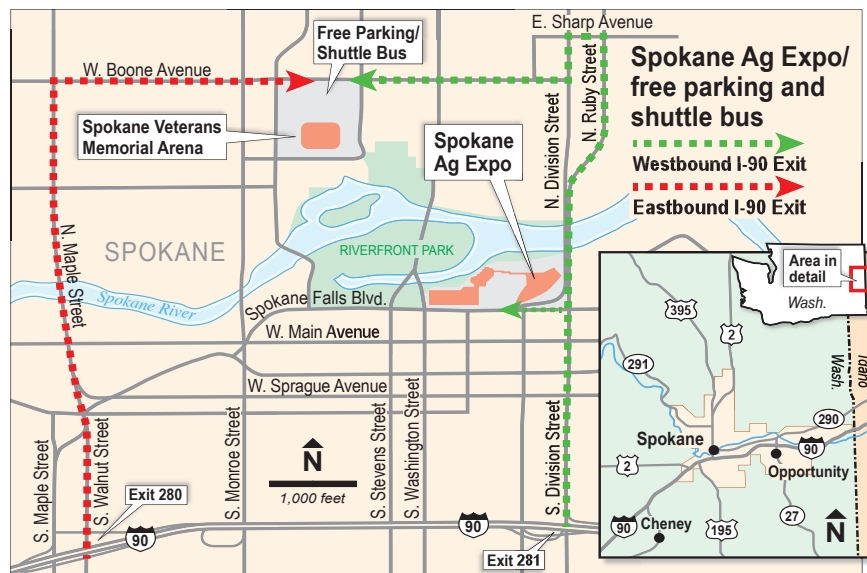 E. Sharp Avenue
Free Parking/
Shuttle Bus
W. Boone Avenue
N. Ruby Street
Spokane Ag Expo/
free parking and
shuttle bus
Westbound I-90 Exit
Eastbound I-90 Exit
Spokane Veterans
Memorial Arena
Spokane
Ag Expo
N. Division Street
N. Maple Street
SPOKANE
RIVERFRONT PARK
Spokane River
Spokane Falls Blvd.
W. Main Avenue
W. Sprague Avenue
S. Maple Street
S. Walnut Street
S. Monroe Street
S. Stevens Street
S. Washington Street
S. Division Street
N
1,000 feet
Exit 280
90
90
Exit 281
Area in
detail
Wash.
395
2
291
Wash.
Idaho
290
Spokane
90
2
Opportunity
90
Cheney
195
27
N